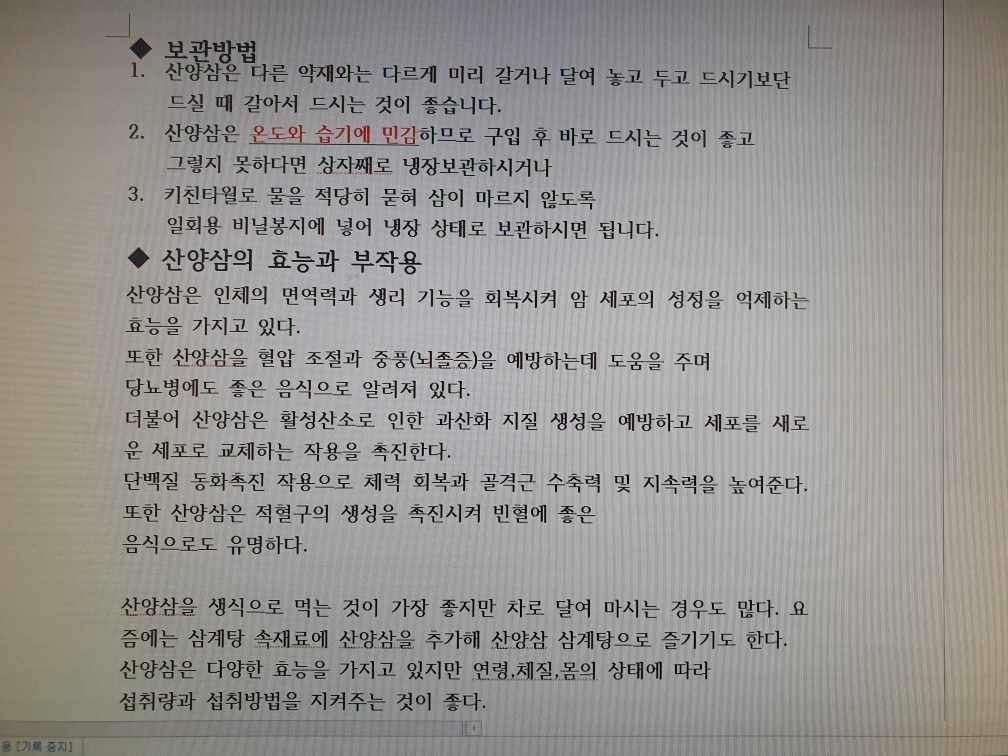 ◆ 보관방법
1. 산양삼은 다른 약재와는 다르게 미리 갈거나 달여 놓고 두고 드시기보단
드실 때 갈아서 드시는 것이 좋습니다.
2. 산양삼은 온도와 습기에 민감하므로 구입 후 바로 드시는 것이 좋고
그렇지 못하다면 상자째로 냉장보관하시거나
3. 키친타월로 물을 적당히 묻혀 삼이 마르지 않도록
일회용 비닐봉지에 넣어 냉장 상태로 보관하시면 됩니다.
◆ 산양삼의 효능과 부작용
산양삼은 인체의 면역력과 생리 기능을 회복시켜 암 세포의 성정을 억제하는
효능을 가지고 있다.
또한 산양삼을 혈압 조절과 중풍(뇌졸증)을 예방하는데 도움을 주며
당뇨병에도 좋은 음식으로 알려져 있다.
더불어 산양삼은 활성산소로 인한 과산화 지질 생성을 예방하고 세포를 새로
운 세포로 교체하는 작용을 촉진한다.
단백질 동화촉진 작용으로 체력 회복과 골격근 수축력 및 지속력을 높여준다.
또한 산양삼은 적혈구의 생성을 촉진시켜 빈혈에 좋은
음식으로도 유명하다.
산양삼을 생식으로 먹는 것이 가장 좋지만 차로 달여 마시는 경우도 많다. 요
즘에는 삼계탕 속재료에 산양삼을 추가해 산양삼 삼계탕으로 즐기기도 한다.
산양삼은 다양한 효능을 가지고 있지만 연령,체질,몸의 상태에 따라
섭취량과 섭취방법을 지켜주는 것이 좋다.
용 [기록 중지]